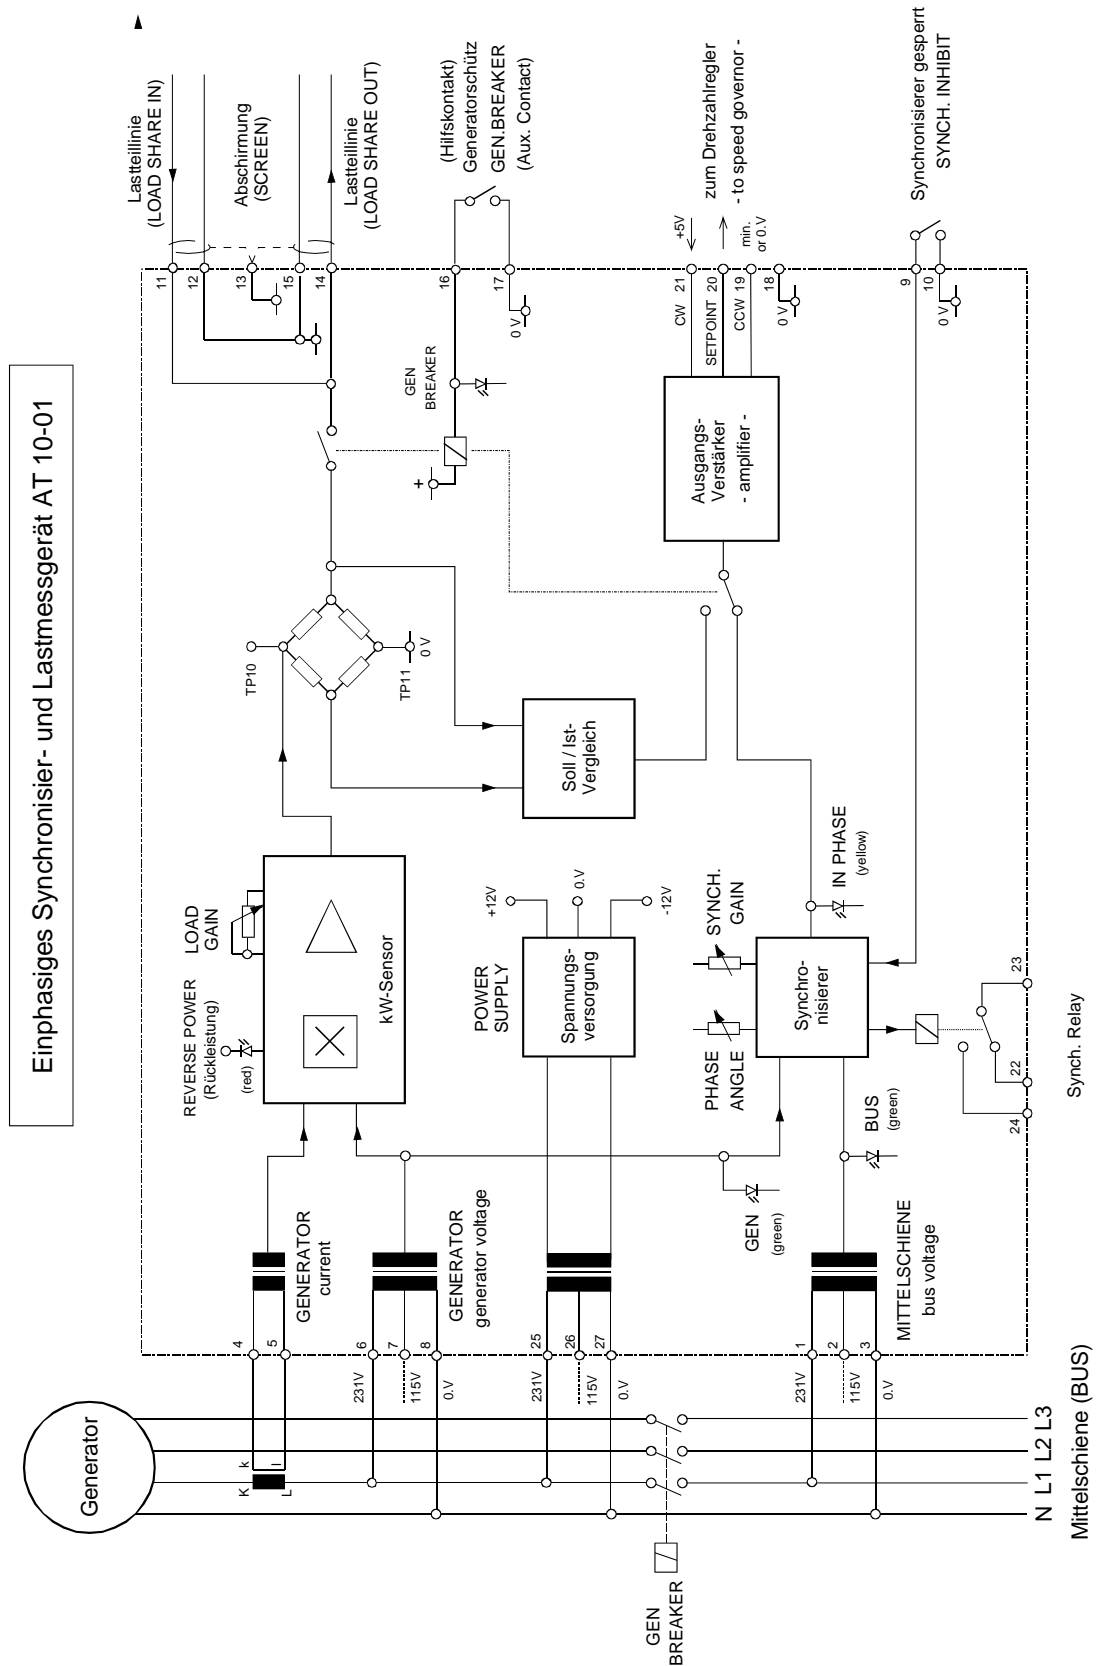 Einphasiges Synchronisier- und Lastmessgerät AT 10-01
Generator
K
k
L
l
4
5
GENERATOR
current
231V
6
115V
7
0.V
8
GENERATOR
generator voltage
231V
25
115V
26
0.V
27
231V
1
115V
2
0.V
3
MITTELSCHIENE
bus voltage
GEN
BREAKER
N L1 L2 L3
Mittelschiene (BUS)
REVERSE POWER
(Rückleistung)
(red)
LOAD
GAIN
kW-Sensor
POWER
SUPPLY
Spannungs-
versorgung
+12V
0.V
-12V
GEN
(green)
BUS
(green)
PHASE
ANGLE
SYNCH.
GAIN
Synchro-
nisierer
IN PHASE
(yellow)
24
22
23
Synch. Relay
Soll / Ist-
Vergleich
TP10
TP11
0 V
+
GEN
BREAKER
Ausgangs-
Verstärker
- amplifier -
11
12
13
15
14
Lastteillinie
(LOAD SHARE IN)
Abschirmung
(SCREEN)
Lastteillinie
(LOAD SHARE OUT)
16
17
0 V
(Hilfskontakt)
Generatorschütz
GEN.BREAKER
(Aux. Contact)
CW 21
+5V
SETPOINT 20
CCW 19
min.
or 0.V
18
0 V
zum Drehzahlregler
- to speed governor -
9
10
0 V
Synchronisierer gesperrt
SYNCH. INHIBIT